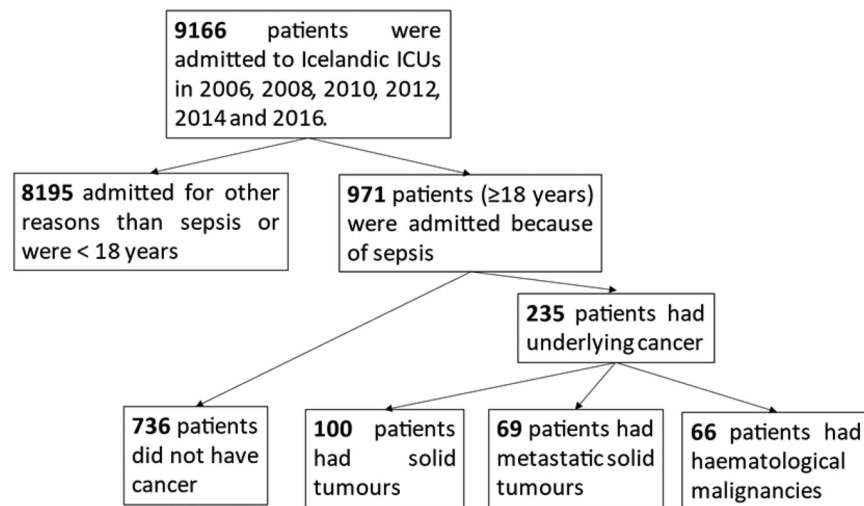 9166 patients were
admitted to Icelandic ICUs
in 2006, 2008, 2010, 2012,
2014 and 2016.
8195 admitted for other
reasons than sepsis or
were < 18 years
971 patients (≥18 years)
were admitted because
of sepsis
235 patients had
underlying cancer
736 patients
did not have
cancer
100 patients
had solid
tumours
69 patients had
metastatic solid
tumours
66 patients had
haematological
malignancies